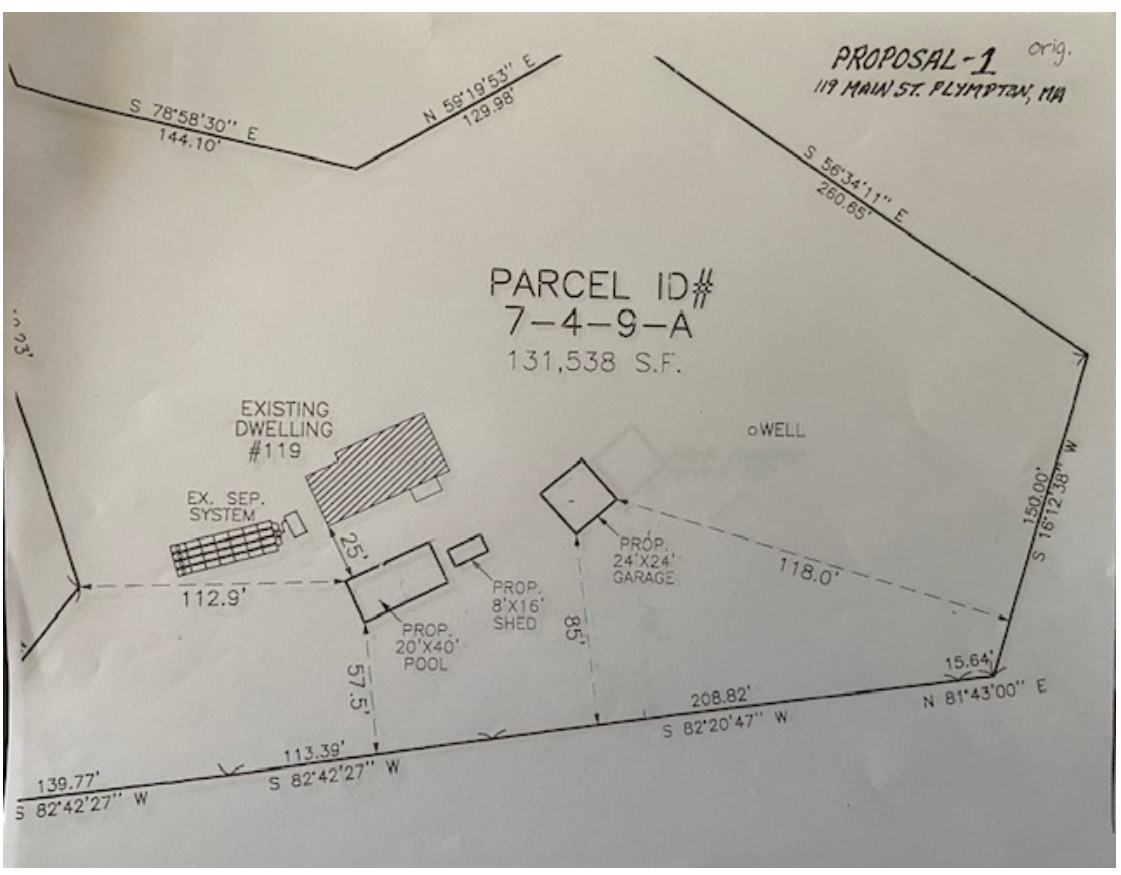 PROPOSAL-1 orig.
119 MAIN ST. PLYMPTON, MA
S 78°58'30" E
144.10'
N 59°19'53" E
129.98'
S 56°34'11" E
260.65'
PARCEL ID#
7-4-9-A
131,538 S.F.
EXISTING
DWELLING
#119
WELL
EX. SEP.
SYSTEM
150.00'
S 16°12'38" W
25'
PROP.
24'X24'
GARAGE
118.0'
112.9'
PROP.
8'X16'
SHED
PROP.
20'X40'
POOL
85'
57.5'
15.64'
N 81°43'00" E
208.82'
S 82°20'47" W
113.39'
S 82°42'27" W
139.77'
S 82°42'27" W